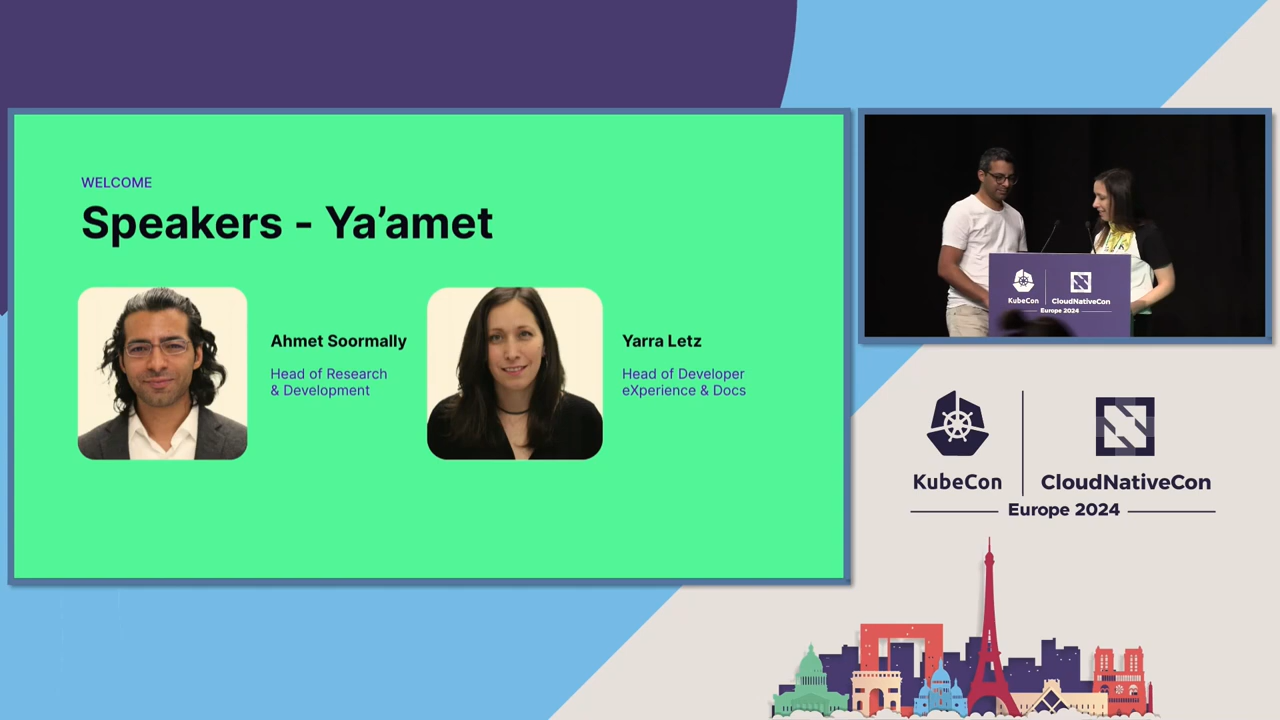 WELCOME
Speakers - Ya’amet
Ahmet Soormally
Head of Research
& Development
Yarra Letz
Head of Developer
eXperience & Docs
KubeCon
CloudNativeCon
Europe 2024
KubeCon
CloudNativeCon
Europe 2024